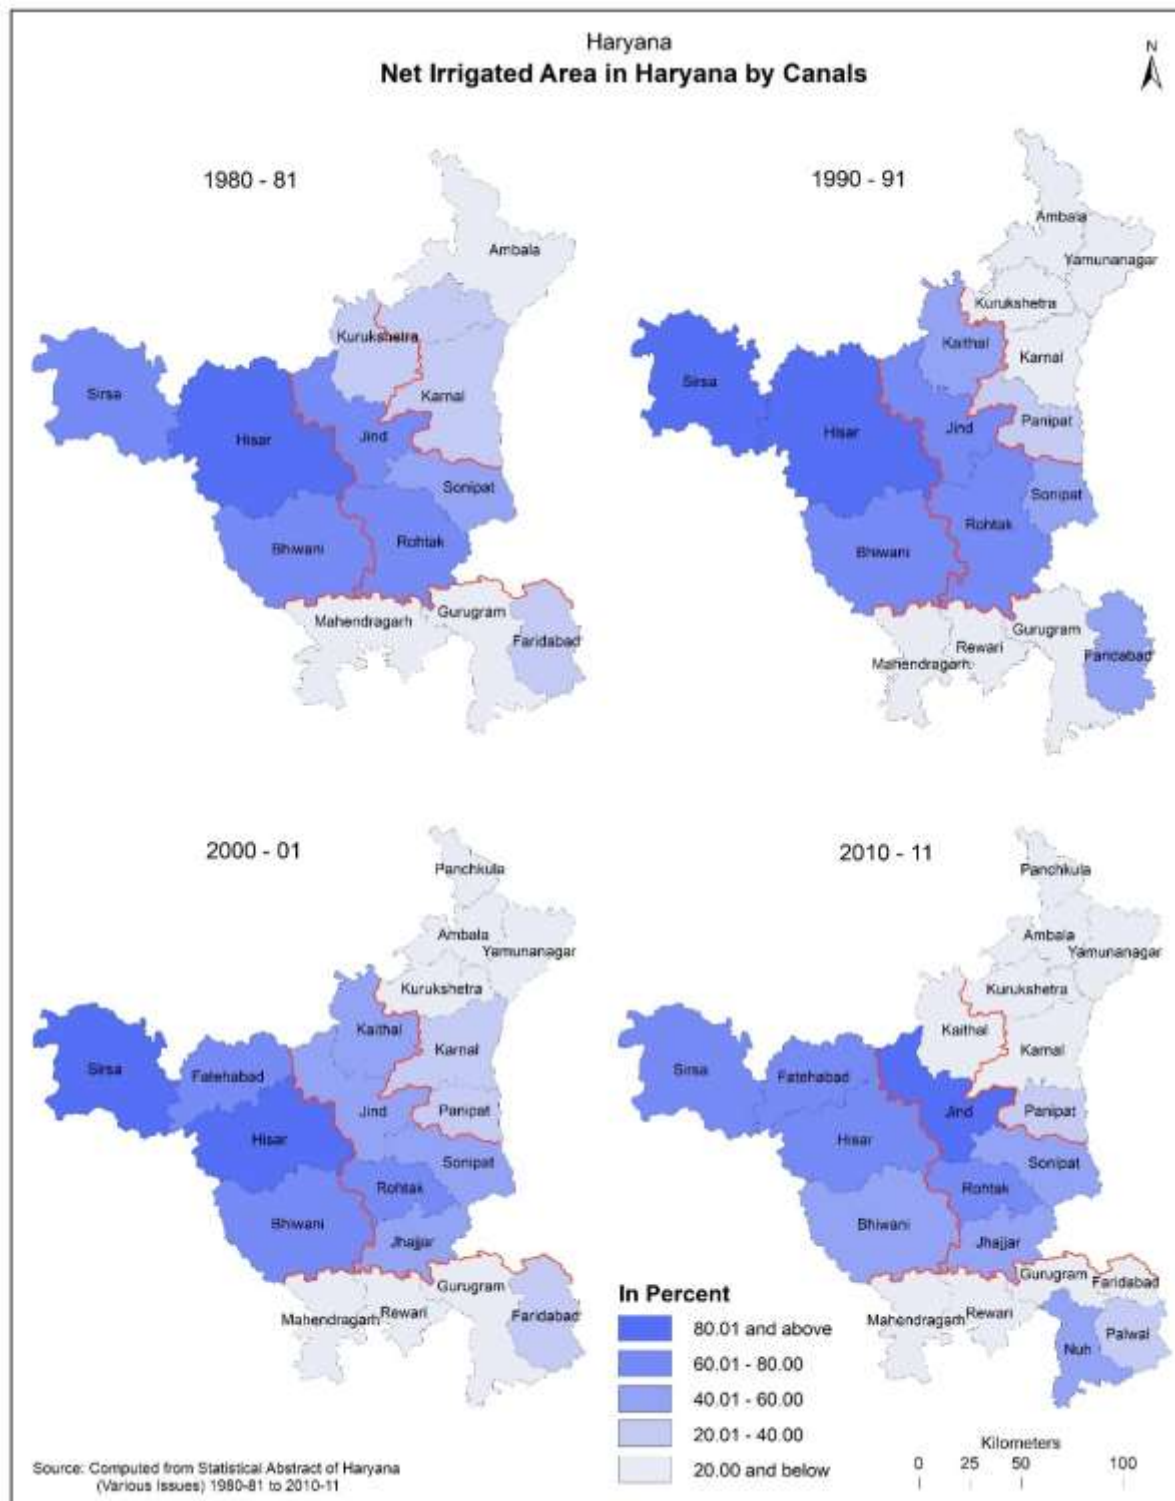 Haryana
Net Irrigated Area in Haryana by Canals
N
1980 - 81
Ambala
Kurukshetra
Karnal
Sirsa
Hisar
Jind
Sonipat
Bhiwani
Rohtak
Mahendragarh
Gurugram
Faridabad
1990 - 91
Ambala
Yamunanagar
Kurukshetra
Kaithal
Karnal
Sirsa
Hisar
Jind
Panipat
Sonipat
Rohtak
Bhiwani
Gurugram
Rewari
Mahendragarh
Faridabad
2000 - 01
Panchkula
Ambala
Yamunanagar
Kurukshetra
Kaithal
Karnal
Sirsa
Fatehabad
Jind
Panipat
Hisar
Sonipat
Rohtak
Bhiwani
Jhajjar
Gurugram
Mahendragarh
Rewari
Faridabad
2010 - 11
Panchkula
Ambala
Yamunanagar
Kurukshetra
Kaithal
Karnal
Sirsa
Fatehabad
Jind
Panipat
Hisar
Sonipat
Rohtak
Bhiwani
Jhajjar
Gurugram
Faridabad
Mahendragarh
Rewari
Nuh
Palwal
In Percent
80.01 and above
60.01 - 80.00
40.01 - 60.00
20.01 - 40.00
20.00 and below
Kilometers
0 25 50 100
Source: Computed from Statistical Abstract of Haryana
(Various Issues) 1980-81 to 2010-11